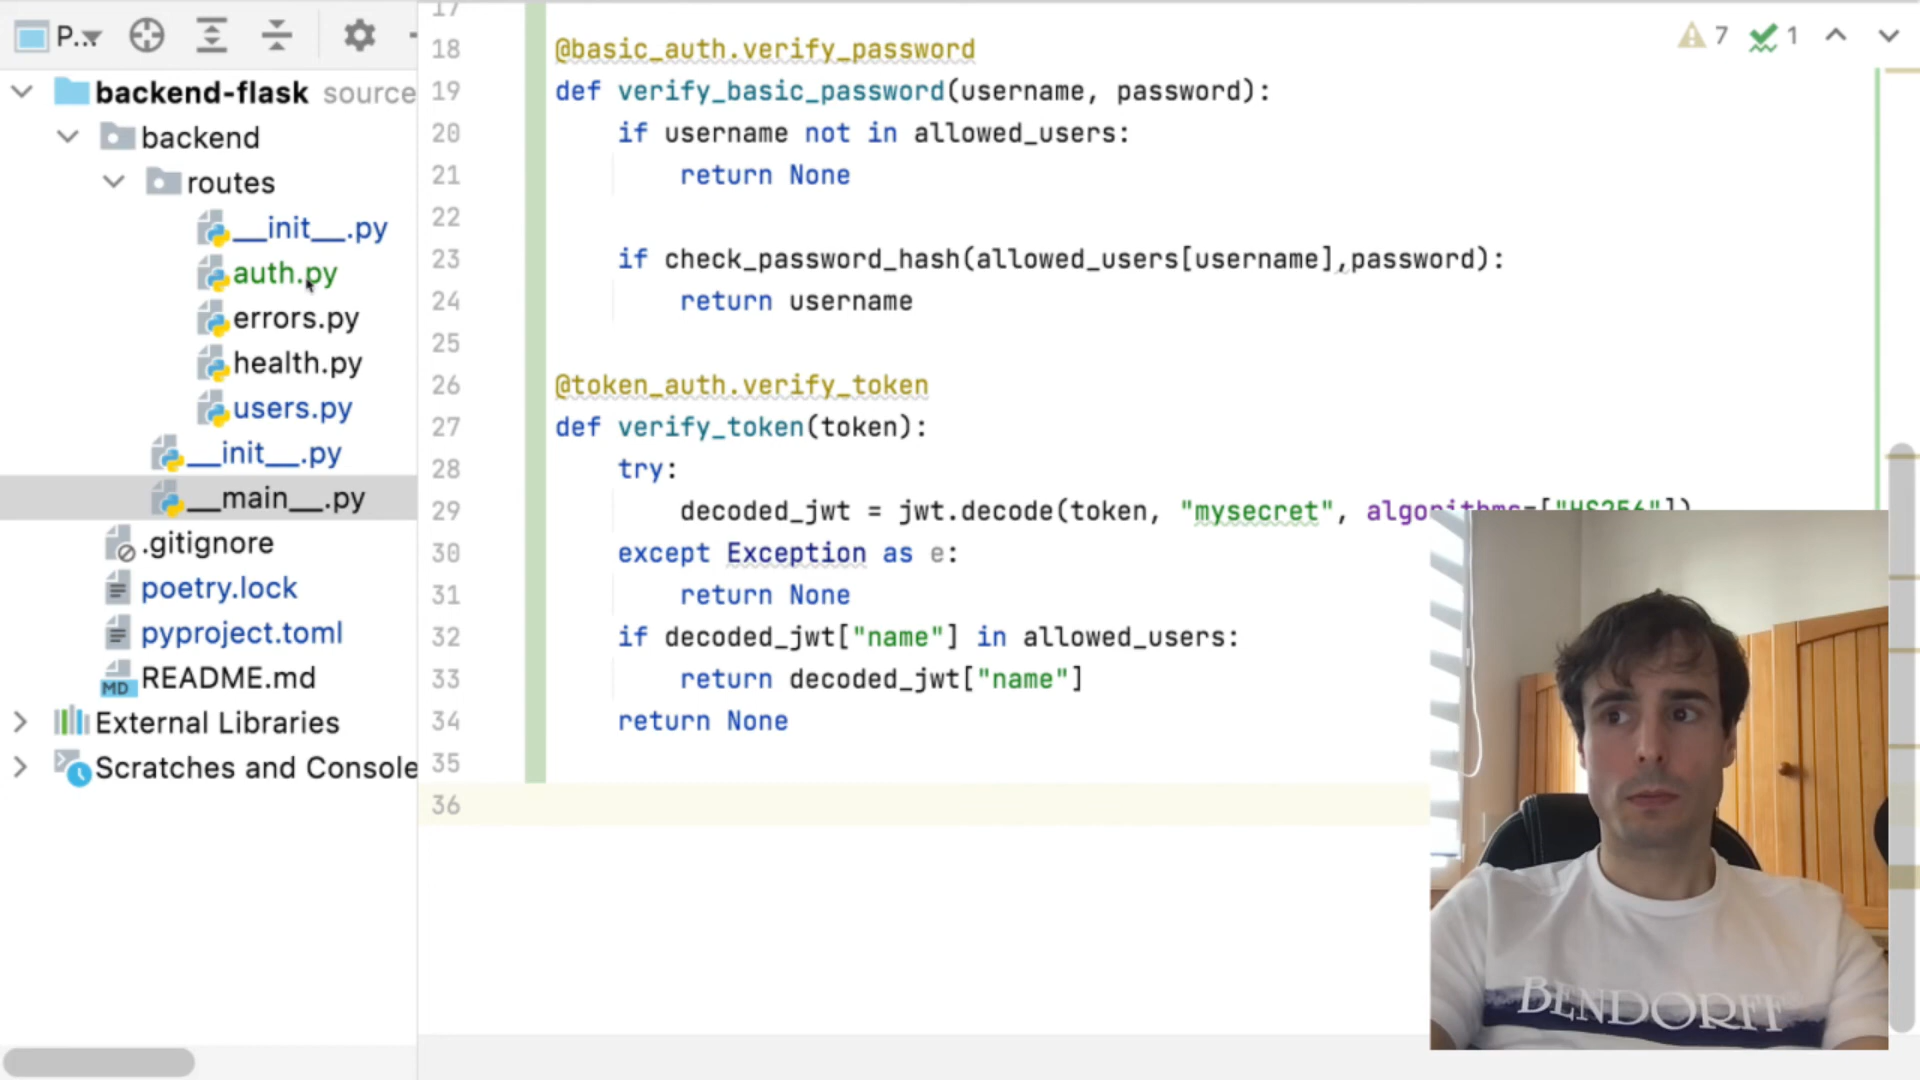 P...
backend-flask source
backend
routes
__init__.py
auth.py
errors.py
health.py
users.py
__init__.py
__main__.py
.gitignore
poetry.lock
pyproject.toml
MD README.md
External Libraries
Scratches and Console
7 1
17
18 @basic_auth.verify_password
19 def verify_basic_password(username, password):
20 if username not in allowed_users:
21 return None
22
23 if check_password_hash(allowed_users[username],password):
24 return username
25
26 @token_auth.verify_token
27 def verify_token(token):
28 try:
29 decoded_jwt = jwt.decode(token, "mysecret", algorithms=["HS256"])
30 except Exception as e:
31 return None
32 if decoded_jwt["name"] in allowed_users:
33 return decoded_jwt["name"]
34 return None
35
36
BENDORFF